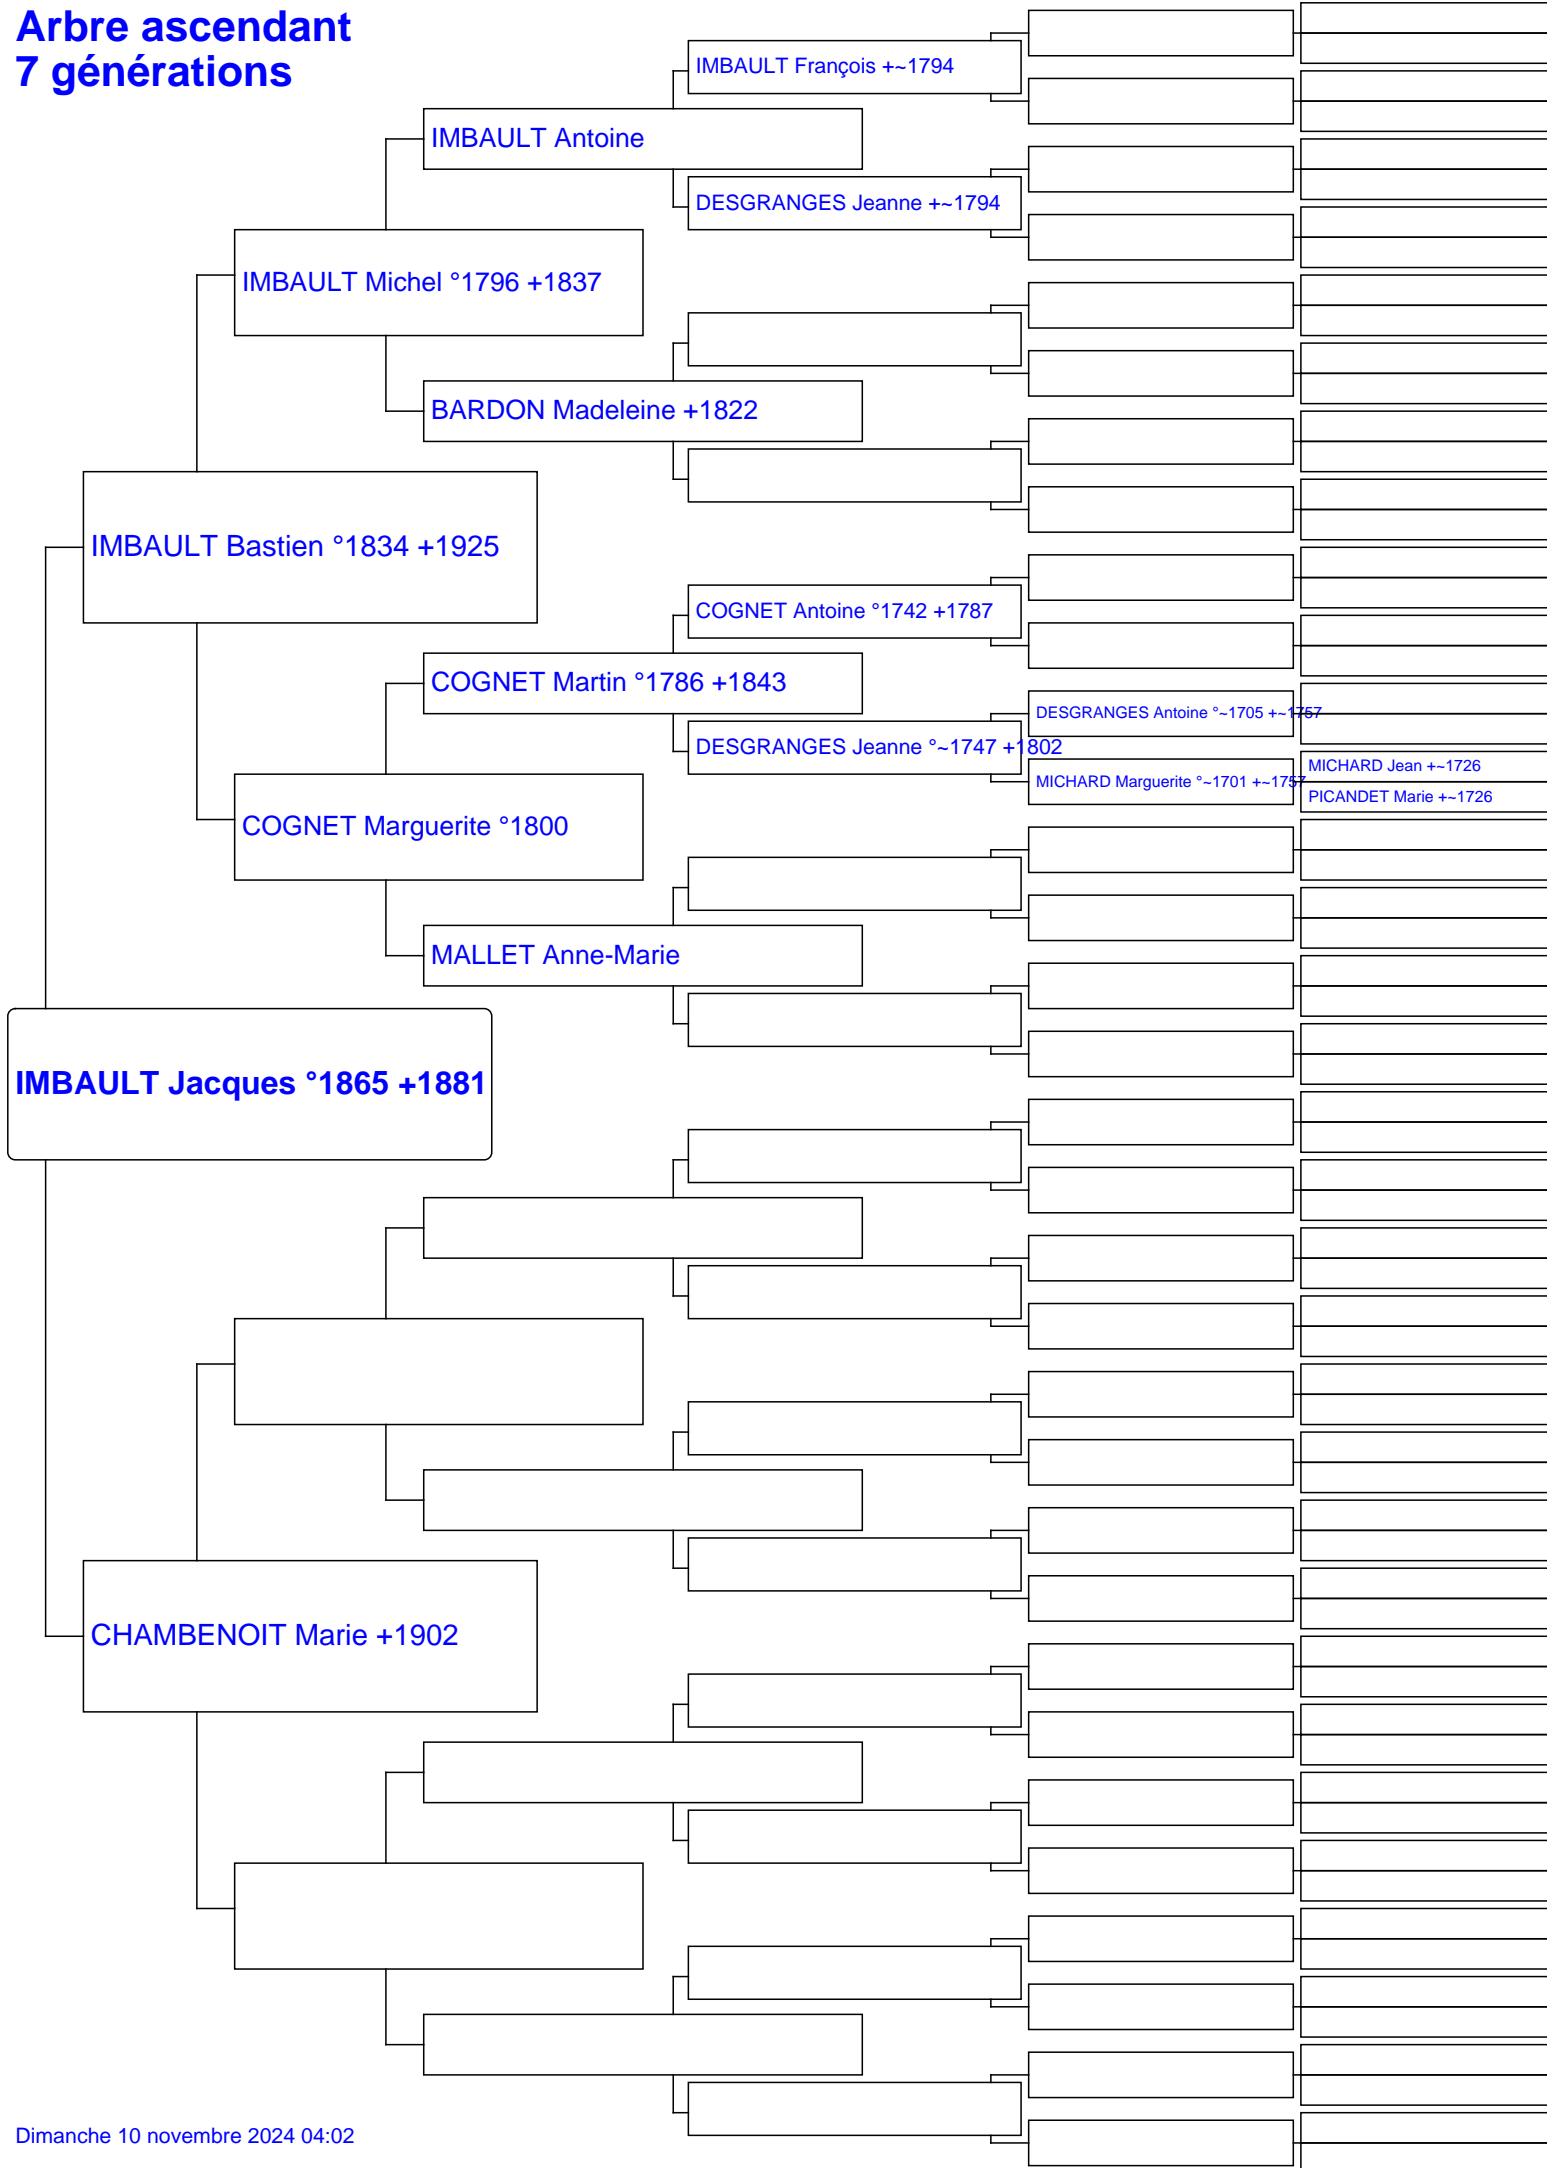 Arbre ascendant
7 générations
IMBAULT François +~1794
IMBAULT Antoine
DESGRANGES Jeanne +~1794
IMBAULT Michel °1796 +1837
BARDON Madeleine +1822
IMBAULT Bastien °1834 +1925
COGNET Antoine °1742 +1787
COGNET Martin °1786 +1843
DESGRANGES Antoine °~1705 +~1757
DESGRANGES Jeanne °~1747 +1802
MICHARD Jean +~1726
MICHARD Marguerite °~1701 +~1757
PICANDET Marie +~1726
COGNET Marguerite °1800
MALLET Anne-Marie
IMBAULT Jacques °1865 +1881
CHAMBENOIT Marie +1902
Dimanche 10 novembre 2024 04:02